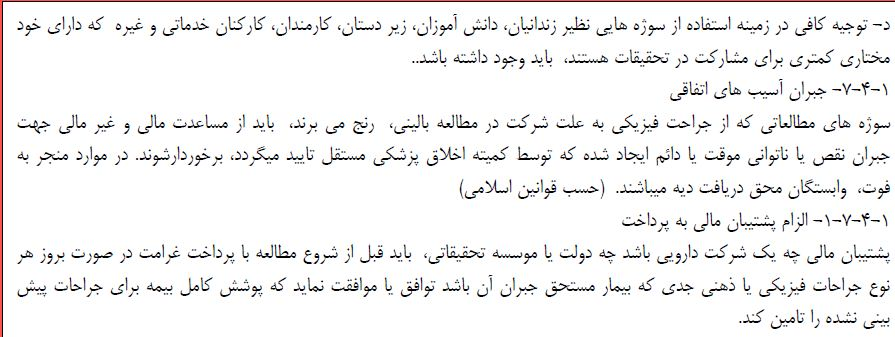 د- توجیه کافی در زمینه استفاده از سوژه هایی نظیر زندانیان، دانش آموزان، زیر دستان، کارمندان، کارکنان خدماتی و غیره که دارای خود
مختاری کمتری برای مشارکت در تحقیقات هستند، باید وجود داشته باشد..
۱-۴-۷- جبران آسیب های اتفاقی
سوژه های مطالعاتی که از جراحت فیزیکی به علت شرکت در مطالعه بالینی، رنج می برند، باید از مساعدت مالی و غیر مالی جهت
جبران نقص یا ناتوانی موقت یا دائم ایجاد شده که توسط کمیته اخلاق پزشکی مستقل تایید میگردد، برخوردارشوند. در موارد منجر به
فوت، وابستگان محق دریافت دیه میباشند. (حسب قوانین اسلامی)
۱-۴-۷-۱- الزام پشتیبان مالی به پرداخت
پشتیبان مالی چه یک شرکت دارویی باشد چه دولت یا موسسه تحقیقاتی، باید قبل از شروع مطالعه با پرداخت غرامت در صورت بروز هر
نوع جراحات فیزیکی یا ذهنی جدی که بیمار مستحق جبران آن باشد توافق یا موافقت نماید که پوشش کامل بیمه برای جراحات پیش
بینی نشده را تامین کند.